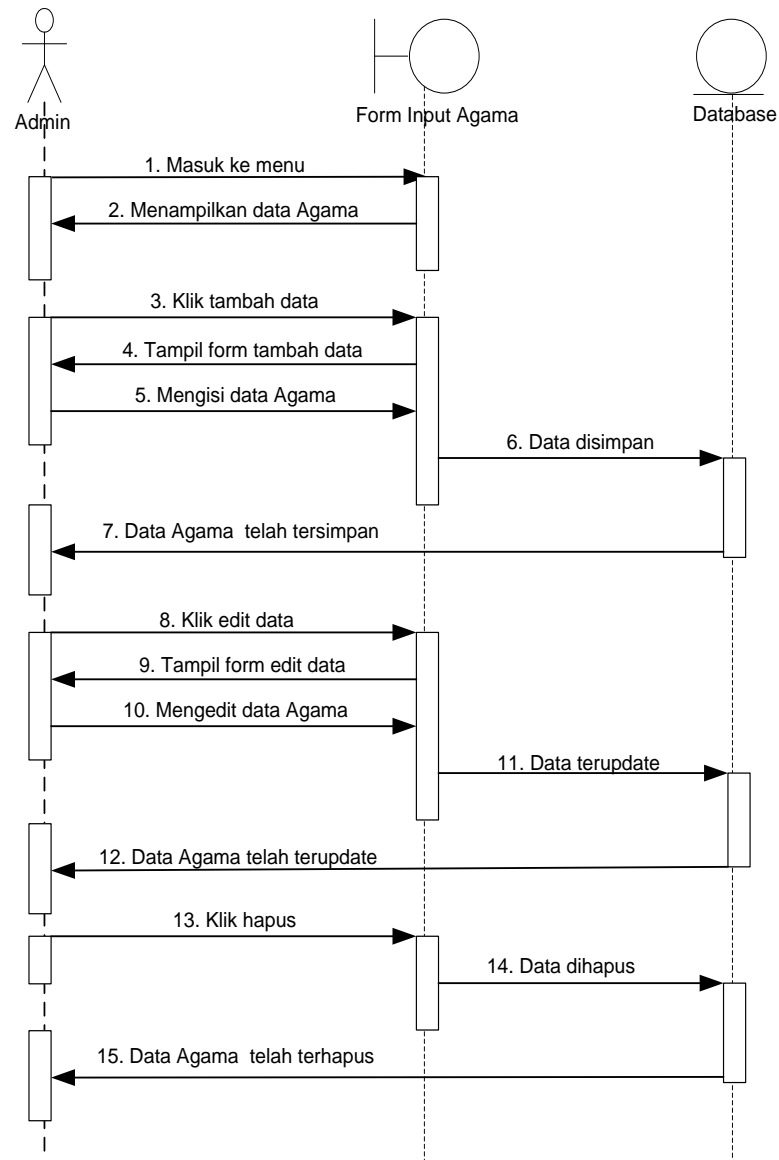 Admin
Form Input Agama
Database
1. Masuk ke menu
2. Menampilkan data Agama
3. Klik tambah data
4. Tampil form tambah data
5. Mengisi data Agama
6. Data disimpan
7. Data Agama  telah tersimpan
8. Klik edit data
9. Tampil form edit data
10. Mengedit data Agama
11. Data terupdate
12. Data Agama telah terupdate
13. Klik hapus
14. Data dihapus
15. Data Agama  telah terhapus